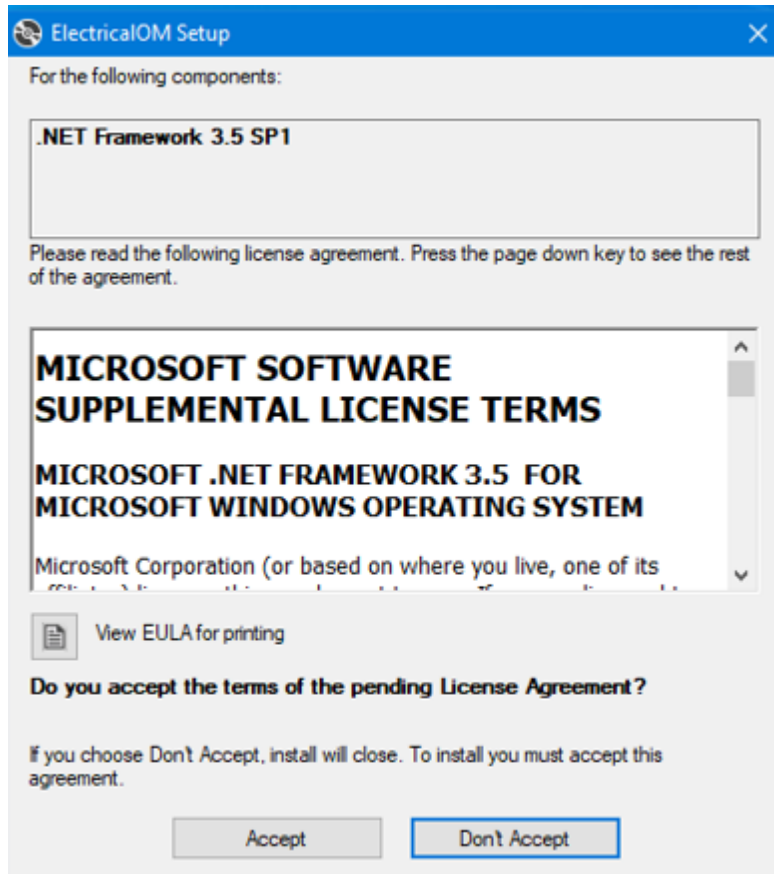 ElectricalOM Setup
For the following components:
.NET Framework 3.5 SP1
Please read the following license agreement. Press the page down key to see the rest
of the agreement.
MICROSOFT SOFTWARE
SUPPLEMENTAL LICENSE TERMS
MICROSOFT .NET FRAMEWORK 3.5 FOR
MICROSOFT WINDOWS OPERATING SYSTEM
Microsoft Corporation (or based on where you live, one of its
View EULA for printing
Do you accept the terms of the pending License Agreement?
If you choose Don't Accept, install will close. To install you must accept this
agreement.
Accept
Don't Accept